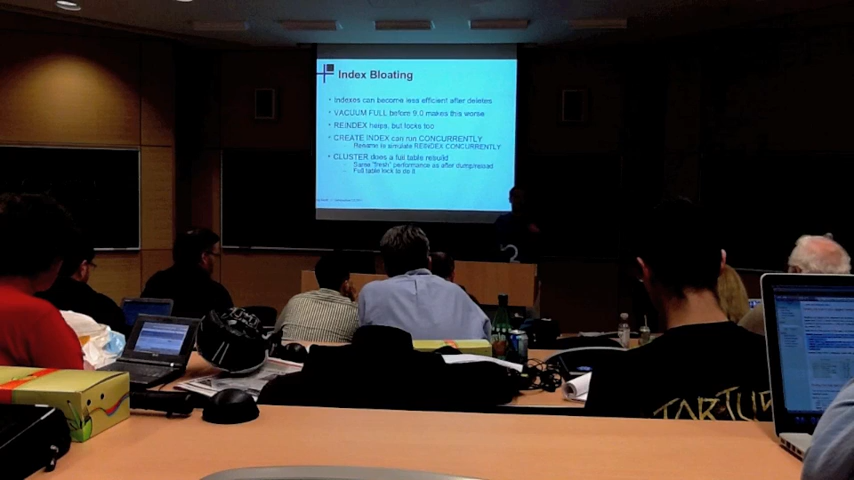 Index Bloating
• Indexes can become less efficient after deletes
• VACUUM FULL before 9.0 makes this worse
• REINDEX helps, but locks too
• CREATE INDEX can run CONCURRENTLY
– Rename to simulate REINDEX CONCURRENTLY
• CLUSTER does a full table rebuild
– Same "fresh" performance as after dump/reload
– Full table lock to do it